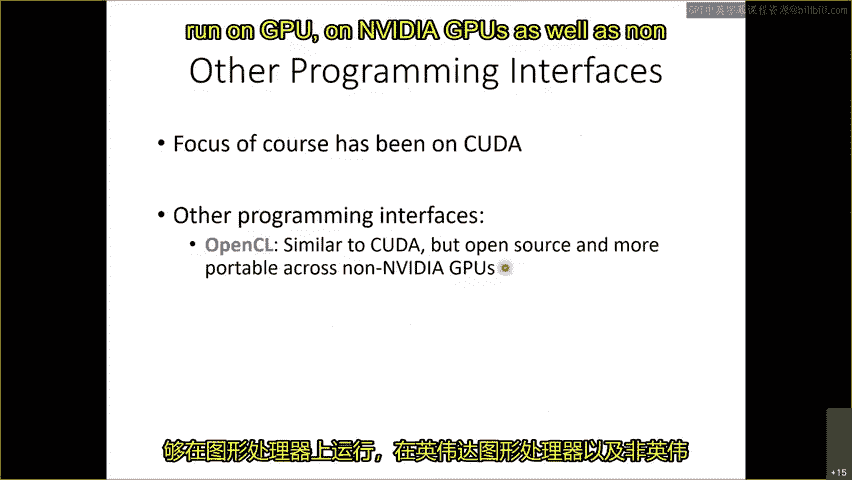 run on GPU, on NVIDIA GPUs as well as non
Other Programming Interfaces
• Focus of course has been on CUDA
• Other programming interfaces:
• OpenCL: Similar to CUDA, but open source and more
portable across non-NVIDIA GPUs
够在图形处理器上运行，在英伟达图形处理器以及非英伟
+15